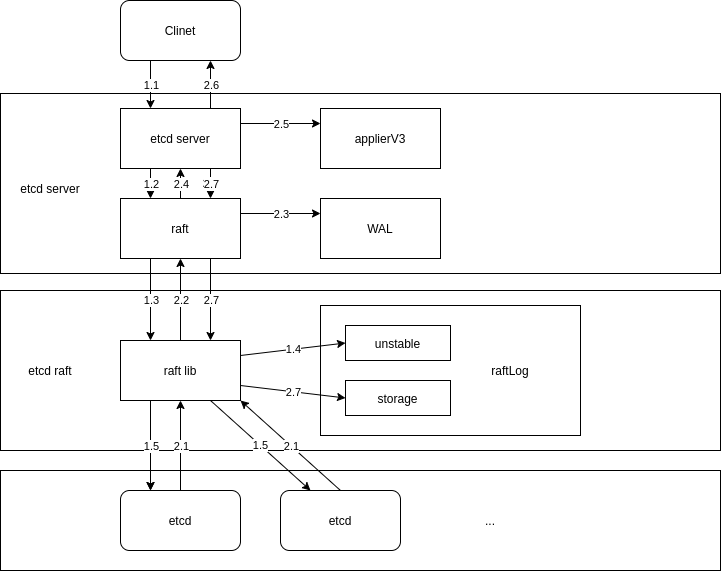 Clinet
1.1
2.6
etcd server
2.5
applierV3
etcd server
1.2
2.4
2.7
raft
2.3
WAL
1.3
2.2
2.7
etcd raft
raft lib
1.4
unstable
raftLog
2.7
storage
1.5
2.1
1.5
2.1
etcd
etcd
...